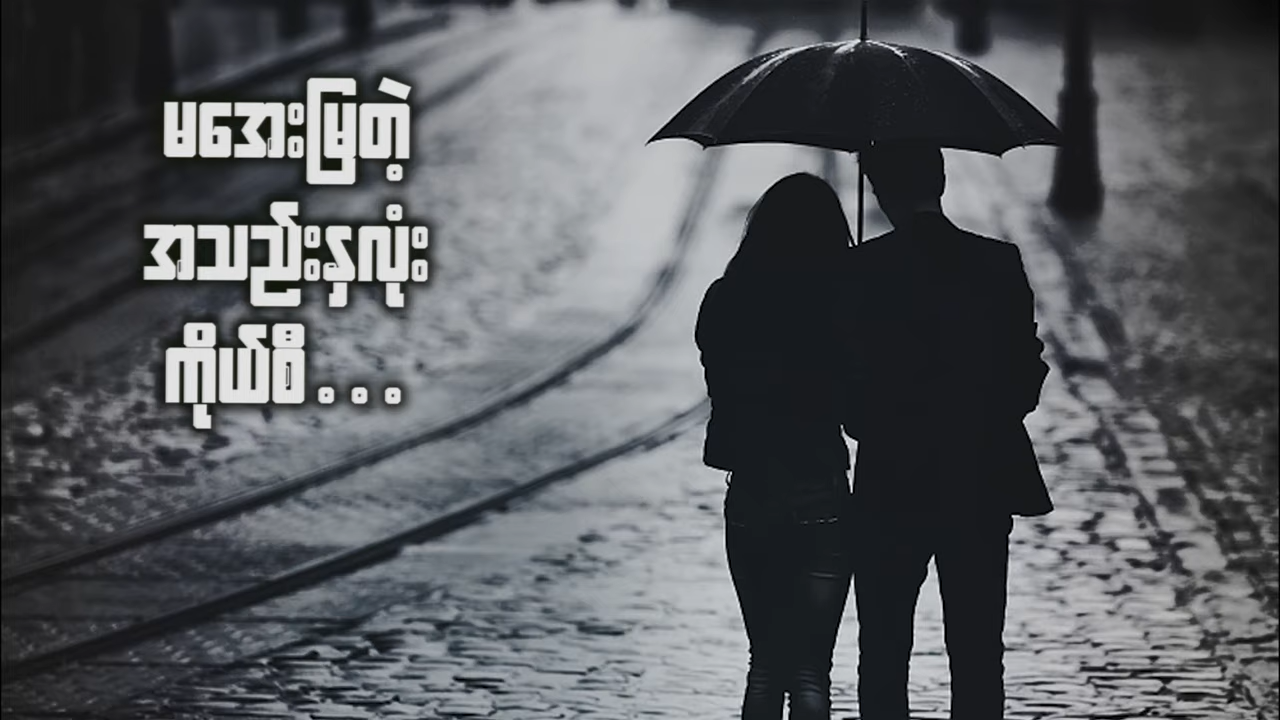 မအေးမြတဲ့
အသည်းနှလုံး
ကိုယ်စီ . . .